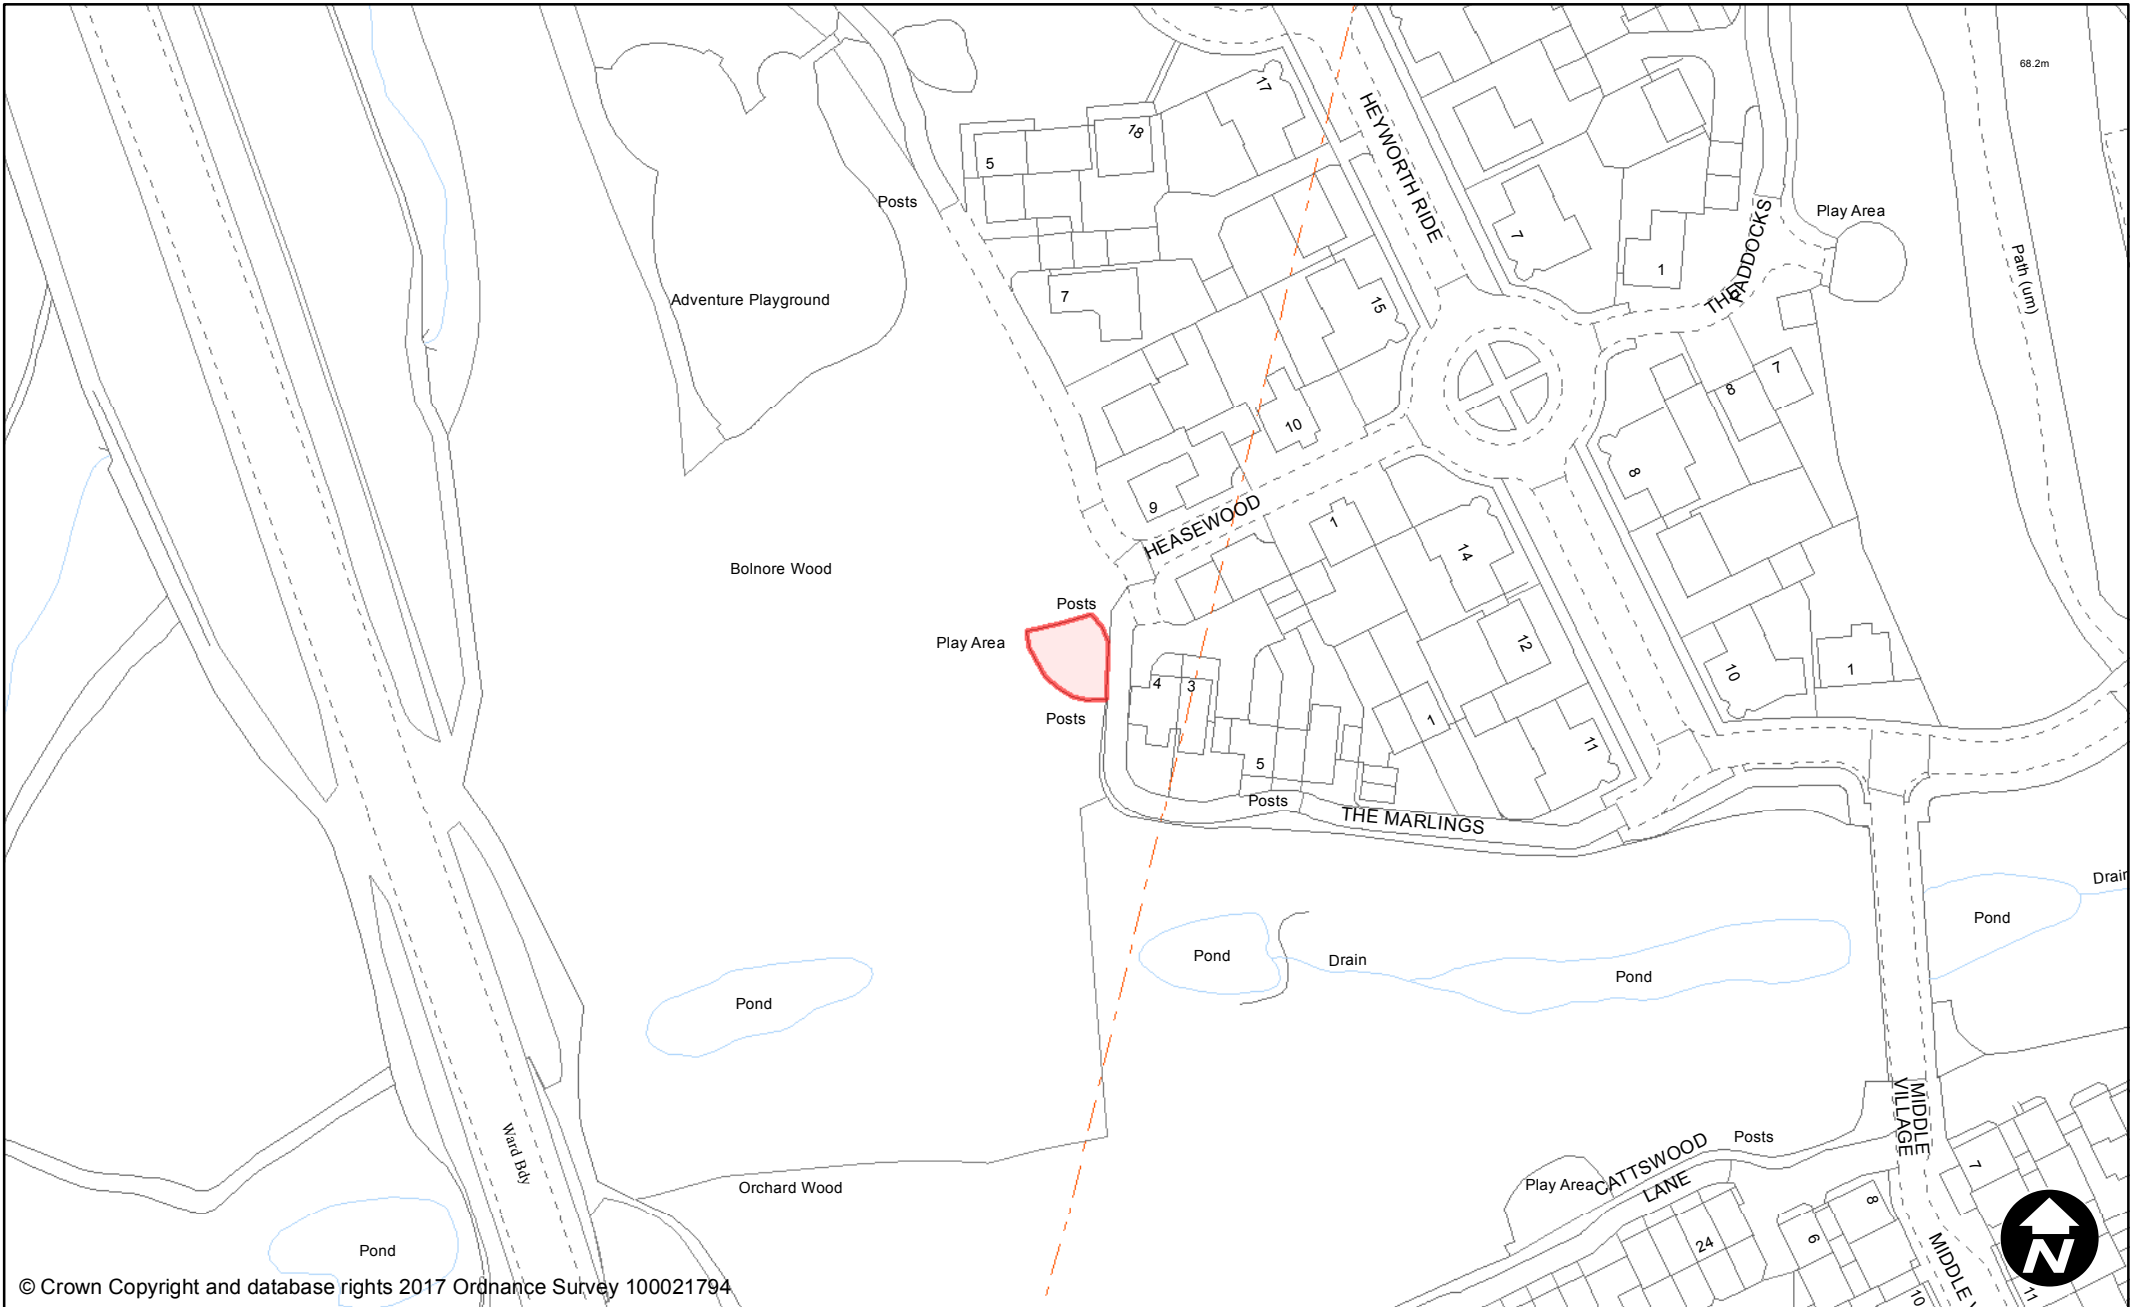 68.2m
17
HEYWORTH RIDE
18
5
Posts
Play Area
7
1
THE PADDOCKS
Path (um)
7
Adventure Playground
15
7
8
10
8
9
HEASEWOOD
1
14
Bolnore Wood
Posts
Play Area
12
10
1
4
3
Posts
1
11
5
Posts
THE MARLINGS
Drain
Pond
Pond
Drain
Pond
Pond
MIDDLE VILLAGE
Ward Bdy
CATTSWOOD LANE
Posts
7
Play Area
Orchard Wood
8
6
24
Pond
MIDDLE V
10
11
N
© Crown Copyright and database rights 2017 Ordnance Survey 100021794